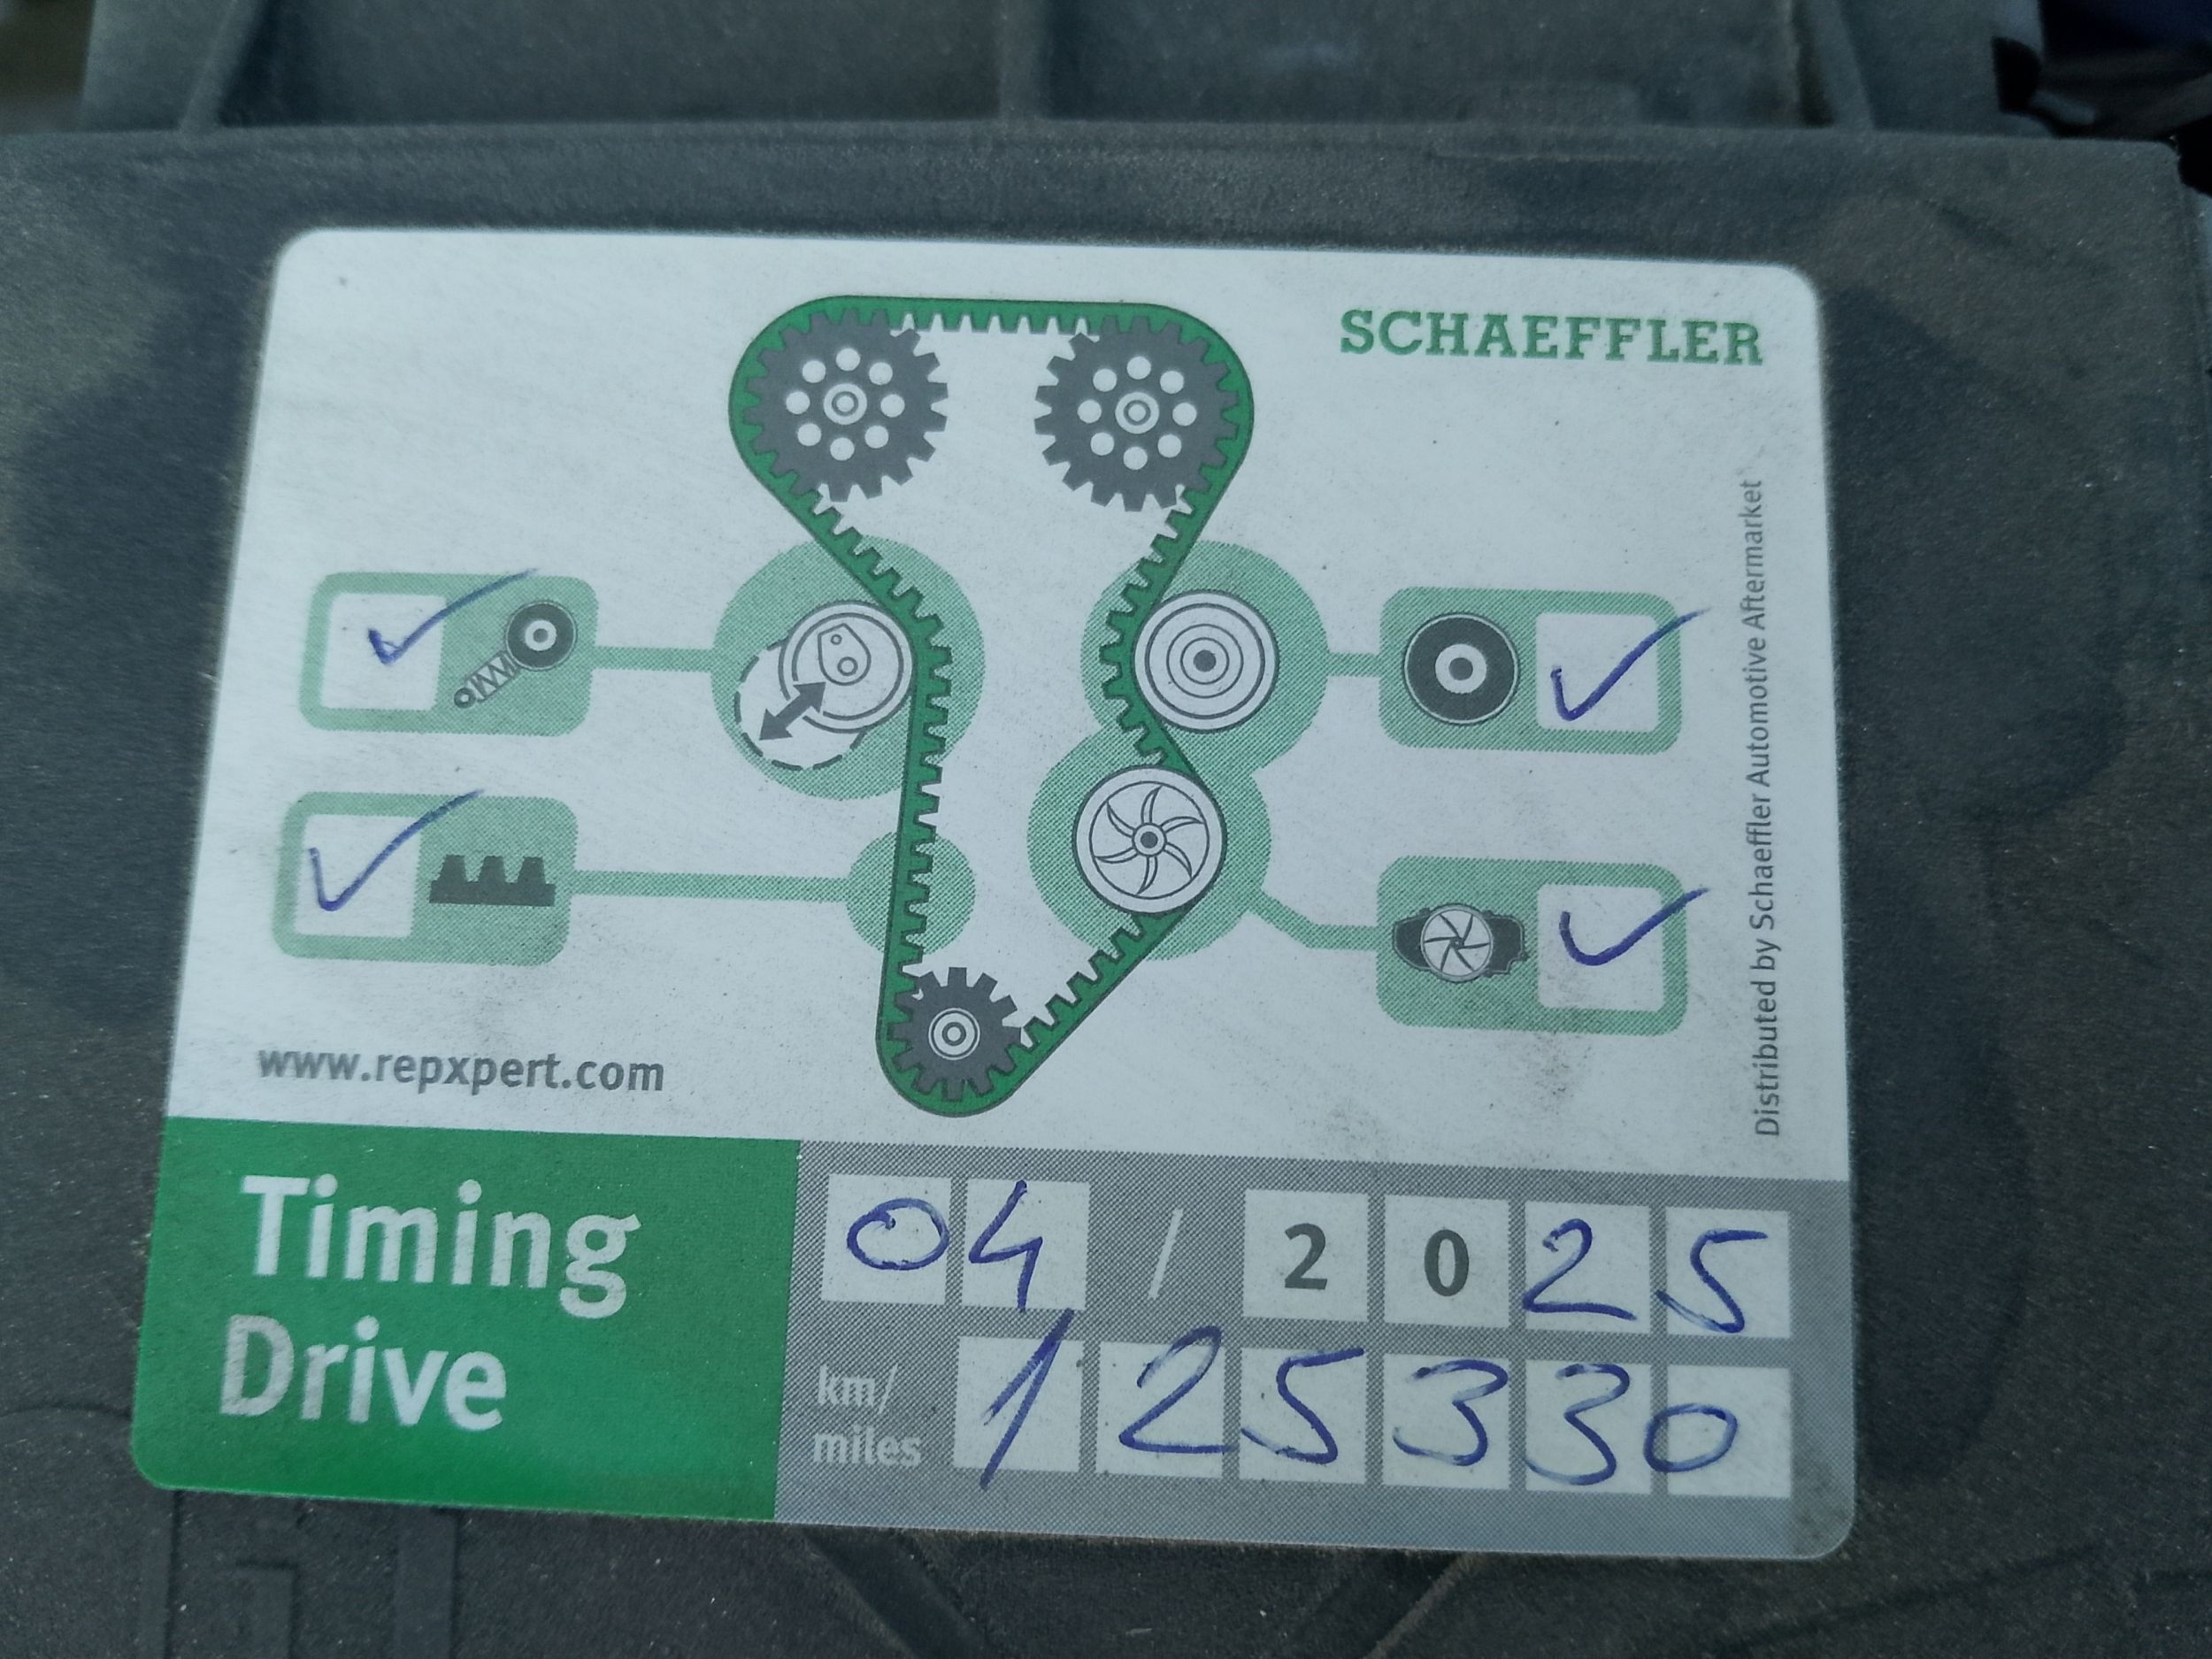 SCHAEFFLER
Distributed by Schaeffler Automotive Aftermarket
www.repxpert.com
Timing
Drive
04 / 2025
km/
miles
125330